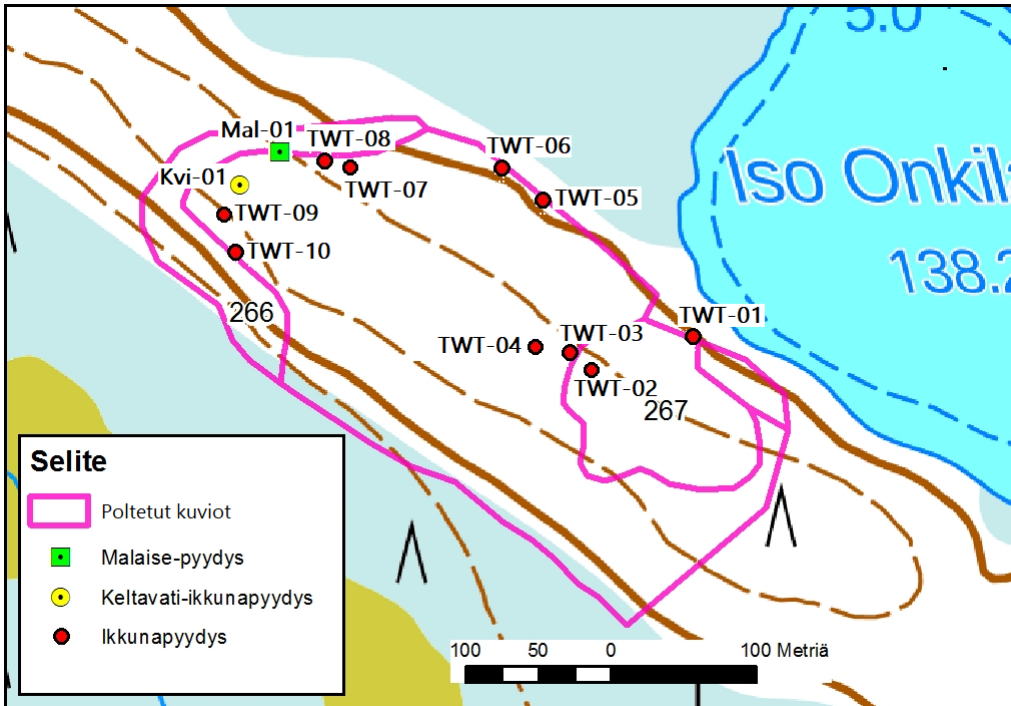 5.0
Mal-01
TWT-08
TWT-06
Kvi-01
TWT-07
Iso Onkila
TWT-05
TWT-09
TWT-10
138.2
266
TWT-01
TWT-04
TWT-03
TWT-02
267
Selite
Poltetut kuviot
Malaise-pyydys
Keltavati-ikkunapyydys
Ikkunapyydys
100 50 0 100 Metriä